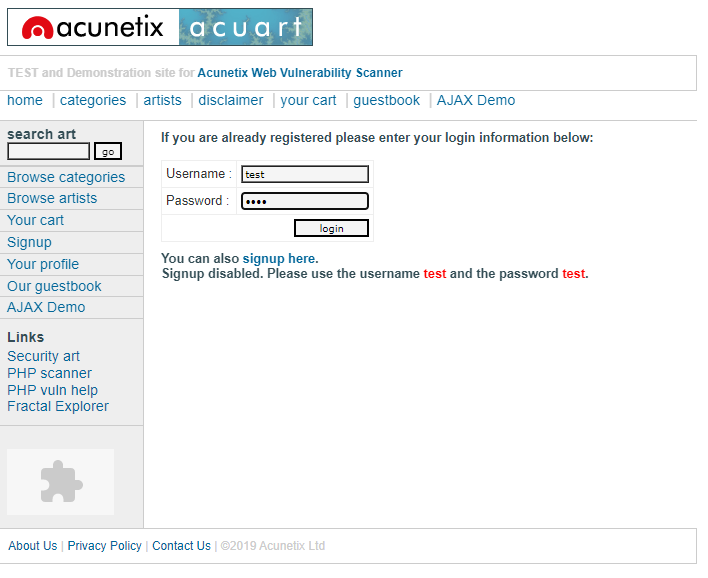 acunetix acuart
TEST and Demonstration site for Acunetix Web Vulnerability Scanner
home | categories | artists | disclaimer | your cart | guestbook | AJAX Demo
search art
go
Browse categories
Browse artists
Your cart
Signup
Your profile
Our guestbook
AJAX Demo
Links
Security art
PHP scanner
PHP vuln help
Fractal Explorer
If you are already registered please enter your login information below:
Username : test
Password : ••••
login
You can also signup here.
Signup disabled. Please use the username test and the password test.
About Us | Privacy Policy | Contact Us | ©2019 Acunetix Ltd